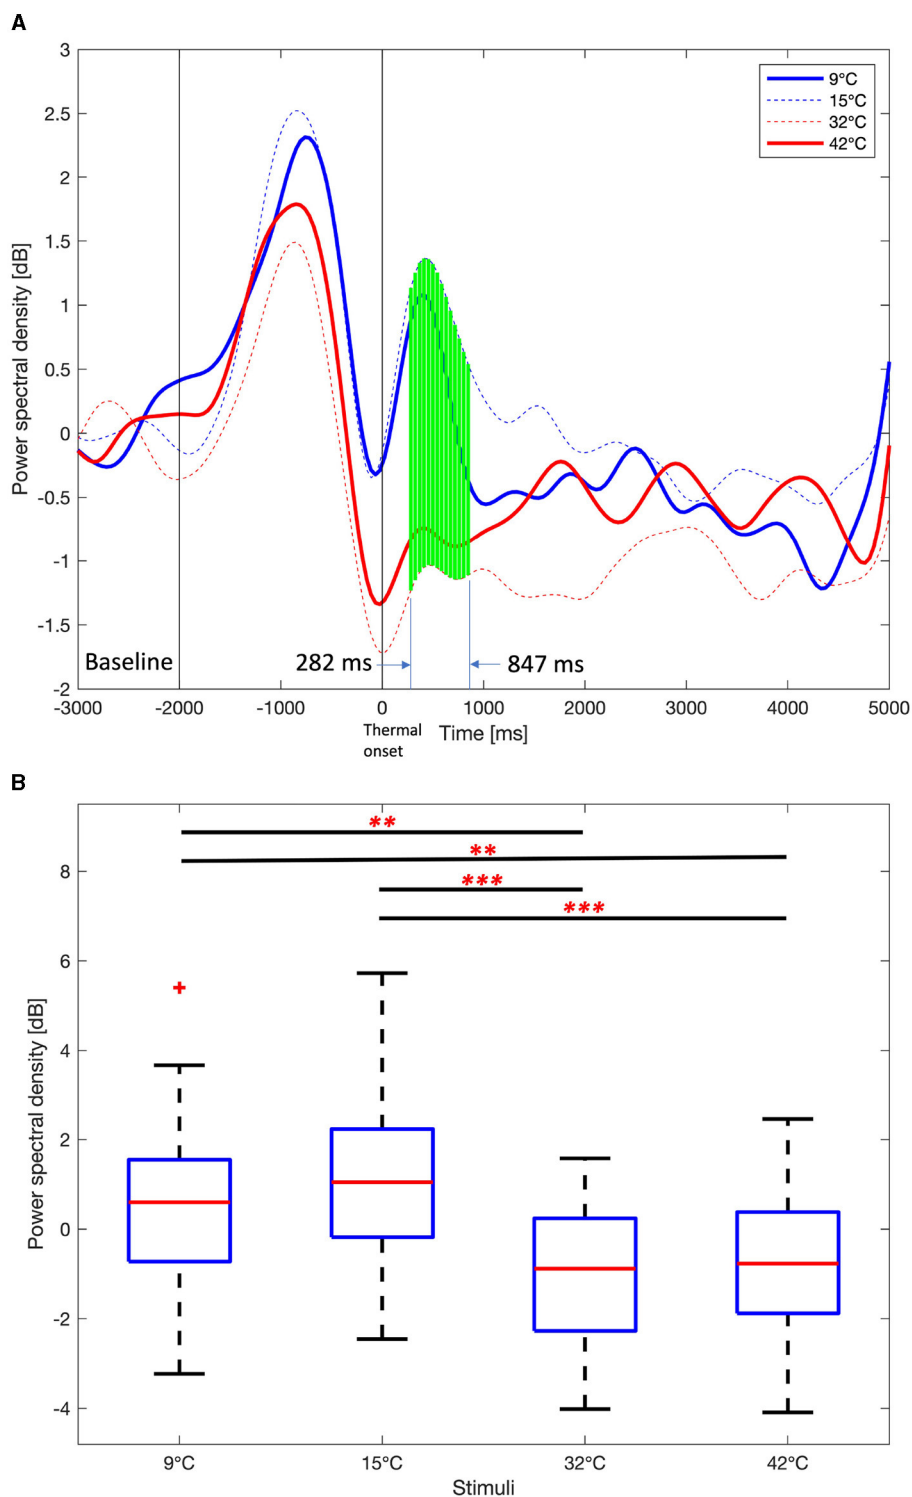 A
3
2.5
2
1.5
1
0.5
0
-0.5
-1
-1.5
-2
Power spectral density [dB]
9°C
15°C
32°C
42°C
Baseline
282 ms
847 ms
-3000 -2000 -1000 0 1000 2000 3000 4000 5000
Thermal
onset
Time [ms]
B
**
**
***
***
8
6
4
2
0
-2
-4
Power spectral density [dB]
9°C 15°C 32°C 42°C
Stimuli